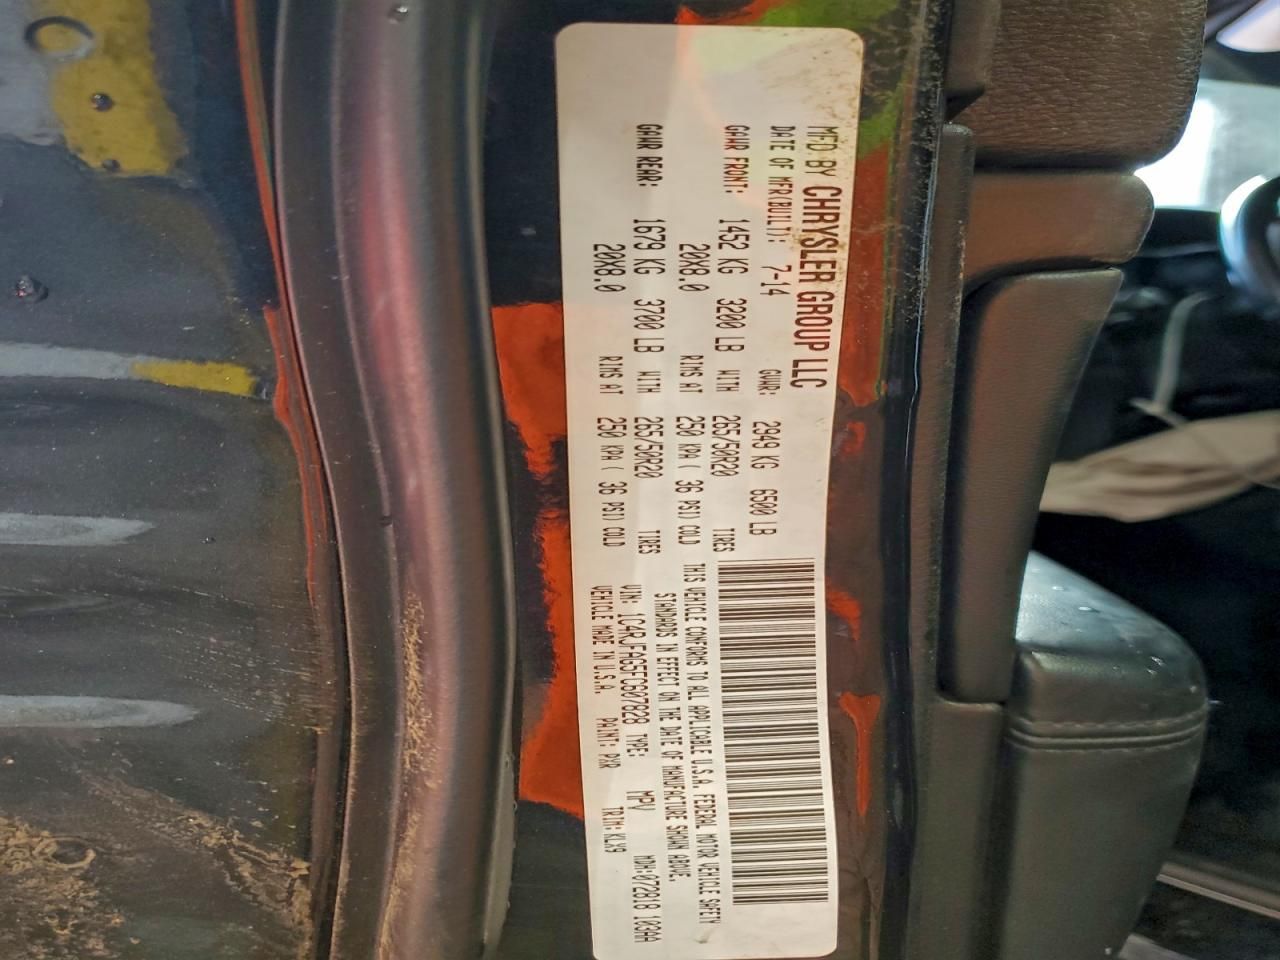 MFD BY CHRYSLER GROUP LLC
DATE OF MFR(BUILT): 7-14 GVWR: 2949 KG 6500 LB
GAWR FRONT: 1452 KG 3200 LB WITH 265/50R20 TIRES
20X8.0 RIMS AT 250 KPA ( 36 PSI) COLD
GAWR REAR: 1679 KG 3700 LB WITH 265/50R20 TIRES
20X8.0 RIMS AT 250 KPA ( 36 PSI) COLD
THIS VEHICLE CONFORMS TO ALL APPLICABLE U.S.A. FEDERAL MOTOR VEHICLE SAFETY
STANDARDS IN EFFECT ON THE DATE OF MANUFACTURE SHOWN ABOVE.
VIN: 1C4RJFAG5FC607828 TYPE: MPV MDH:072818 103AA
VEHICLE MADE IN U.S.A PAINT: PXR TRIM:KLX9